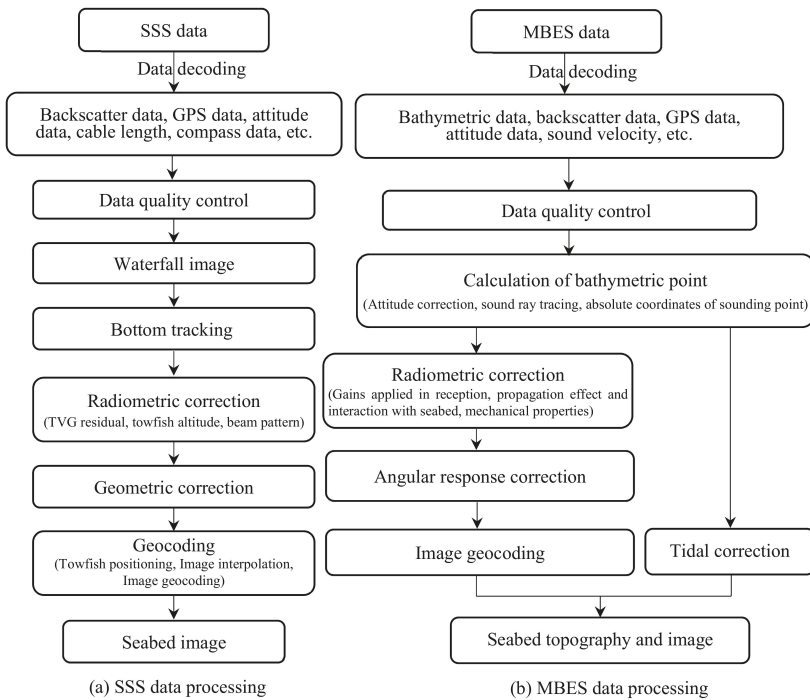 SSS data
Data decoding
Backscatter data, GPS data, attitude
data, cable length, compass data, etc.
Data quality control
Waterfall image
Bottom tracking
Radiometric correction
(TVG residual, towfish altitude, beam pattern)
Geometric correction
Geocoding
(Towfish positioning, Image interpolation,
Image geocoding)
Seabed image
(a) SSS data processing
MBES data
Data decoding
Bathymetric data, backscatter data, GPS data,
attitude data, sound velocity, etc.
Data quality control
Calculation of bathymetric point
(Attitude correction, sound ray tracing, absolute coordinates of sounding point)
Radiometric correction
(Gains applied in reception, propagation effect and
interaction with seabed, mechanical properties)
Angular response correction
Image geocoding
Tidal correction
Seabed topography and image
(b) MBES data processing